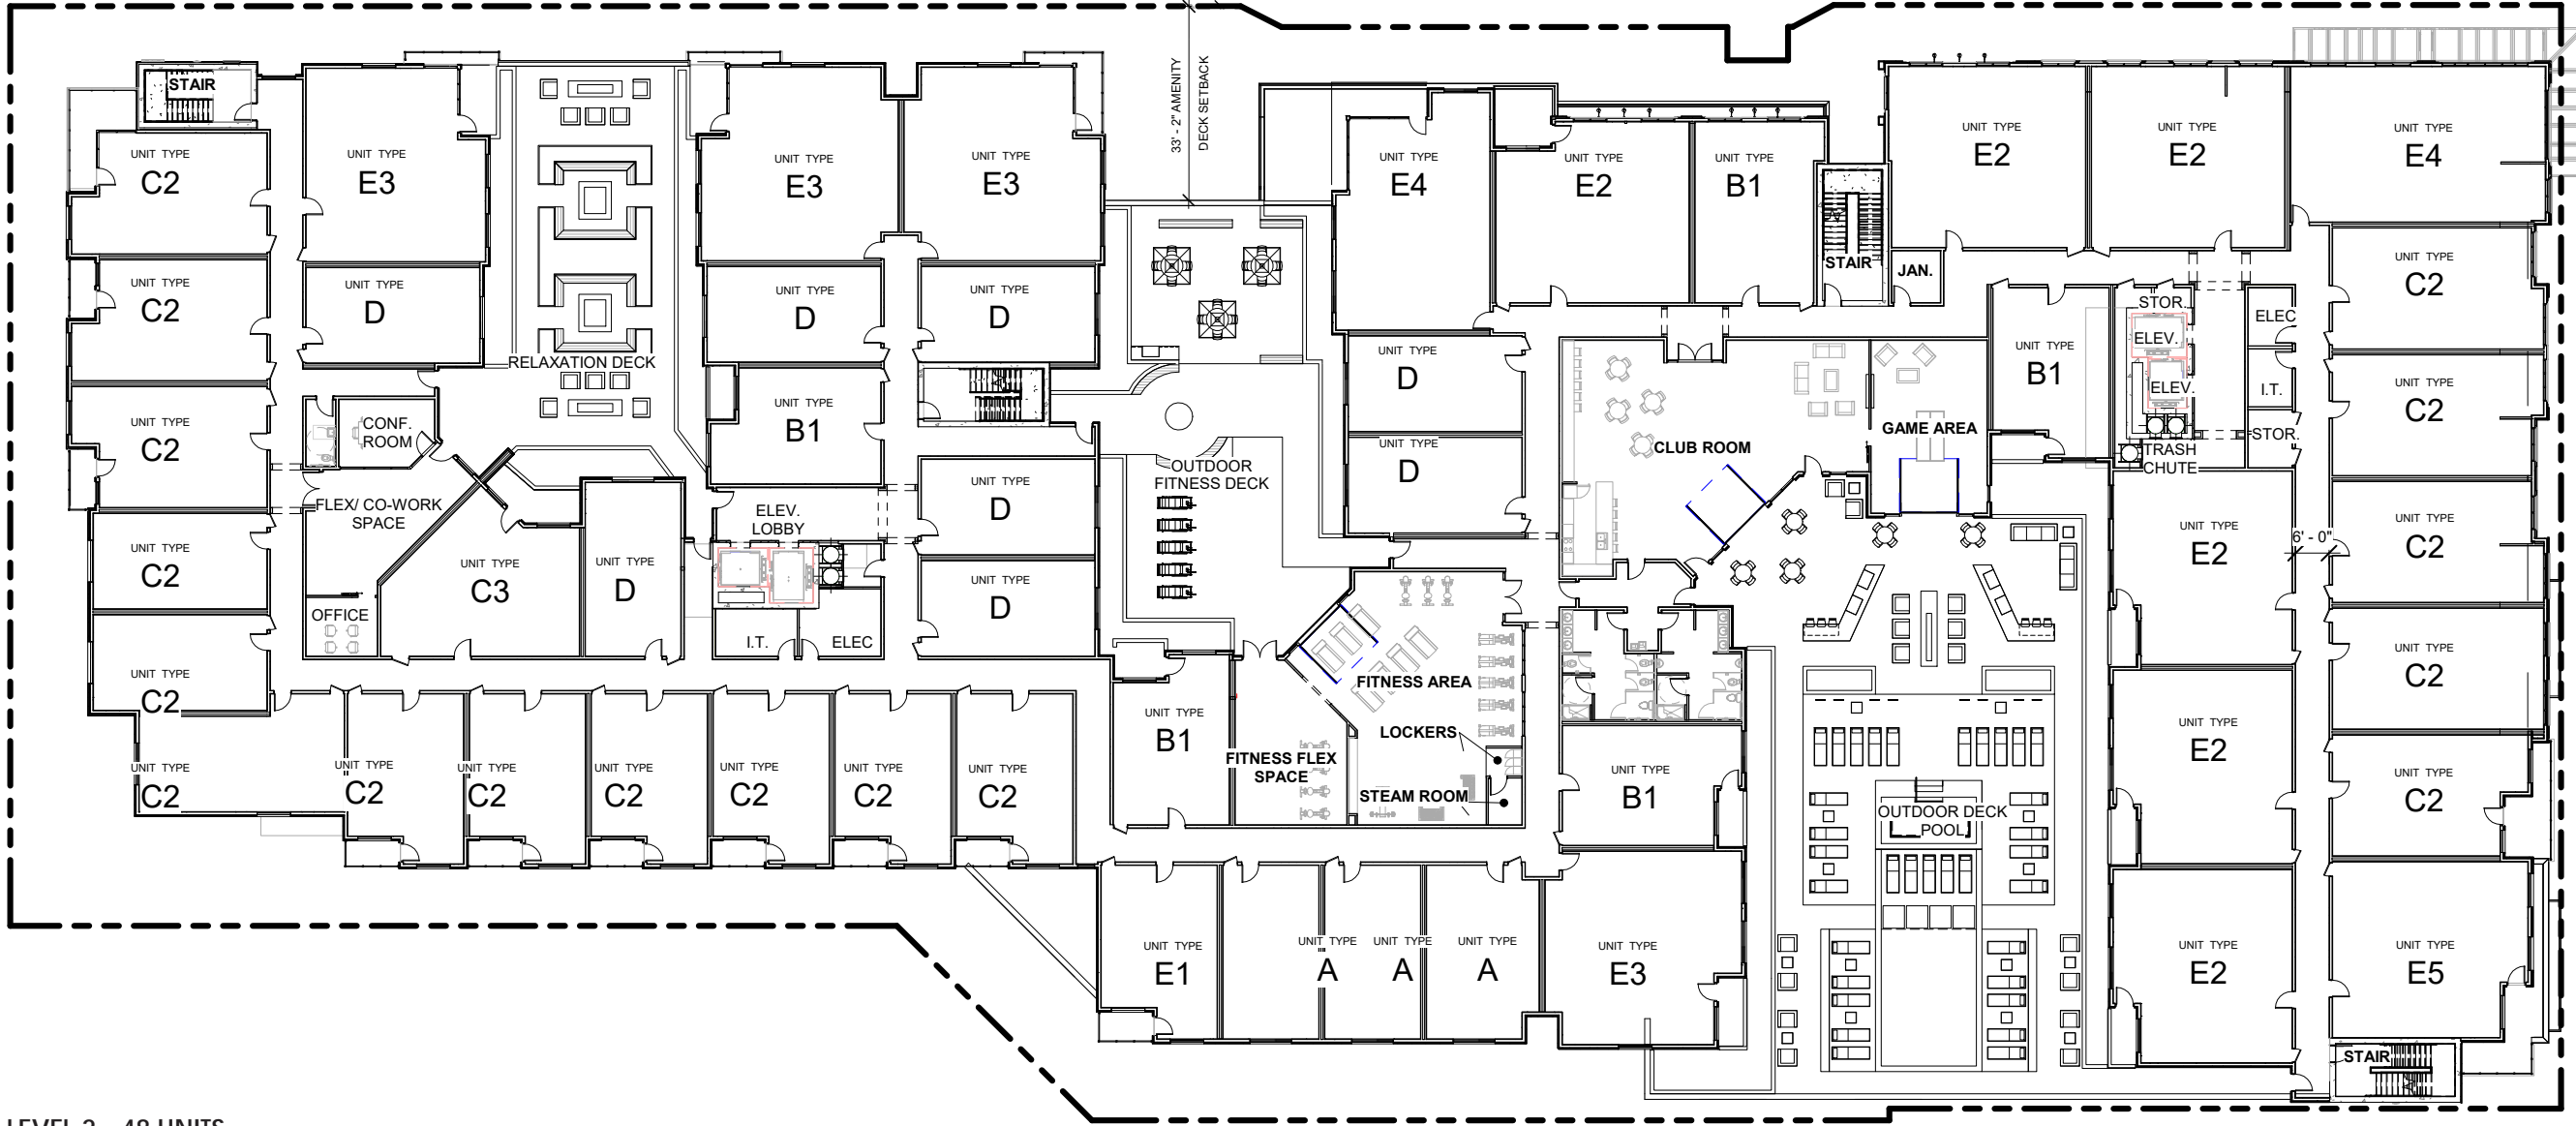 33' - 2" AMENITY
DECK SETBACK
STAIR
UNIT TYPE
C2
UNIT TYPE
E3
UNIT TYPE
E3
UNIT TYPE
E3
UNIT TYPE
E4
UNIT TYPE
E2
UNIT TYPE
B1
UNIT TYPE
E2
UNIT TYPE
E2
UNIT TYPE
E4
UNIT TYPE
C2
UNIT TYPE
D
RELAXATION DECK
UNIT TYPE
D
UNIT TYPE
D
STAIR
JAN.
UNIT TYPE
C2
STOR.
ELEV.
ELEV.
ELEC
I.T.
STOR.
TRASH
CHUTE
UNIT TYPE
B1
UNIT TYPE
D
UNIT TYPE
D
CLUB ROOM
GAME AREA
UNIT TYPE
C2
UNIT TYPE
C2
CONF.
ROOM
UNIT TYPE
B1
OUTDOOR
FITNESS DECK
FLEX/ CO-WORK
SPACE
ELEV.
LOBBY
UNIT TYPE
D
UNIT TYPE
C2
UNIT TYPE
C3
UNIT TYPE
D
UNIT TYPE
D
UNIT TYPE
E2
6' - 0"
UNIT TYPE
C2
OFFICE
I.T.
ELEC
UNIT TYPE
C2
UNIT TYPE
C2
FITNESS AREA
LOCKERS
FITNESS FLEX
SPACE
STEAM ROOM
UNIT TYPE
B1
UNIT TYPE
E2
UNIT TYPE
C2
UNIT TYPE
C2
UNIT TYPE
C2
UNIT TYPE
C2
UNIT TYPE
C2
UNIT TYPE
C2
UNIT TYPE
C2
UNIT TYPE
C2
UNIT TYPE
B1
OUTDOOR DECK
POOL
UNIT TYPE
E1
UNIT TYPE
A
UNIT TYPE
A
UNIT TYPE
A
UNIT TYPE
E3
UNIT TYPE
E2
UNIT TYPE
E5
STAIR
LEVEL 2 - 48 UNITS